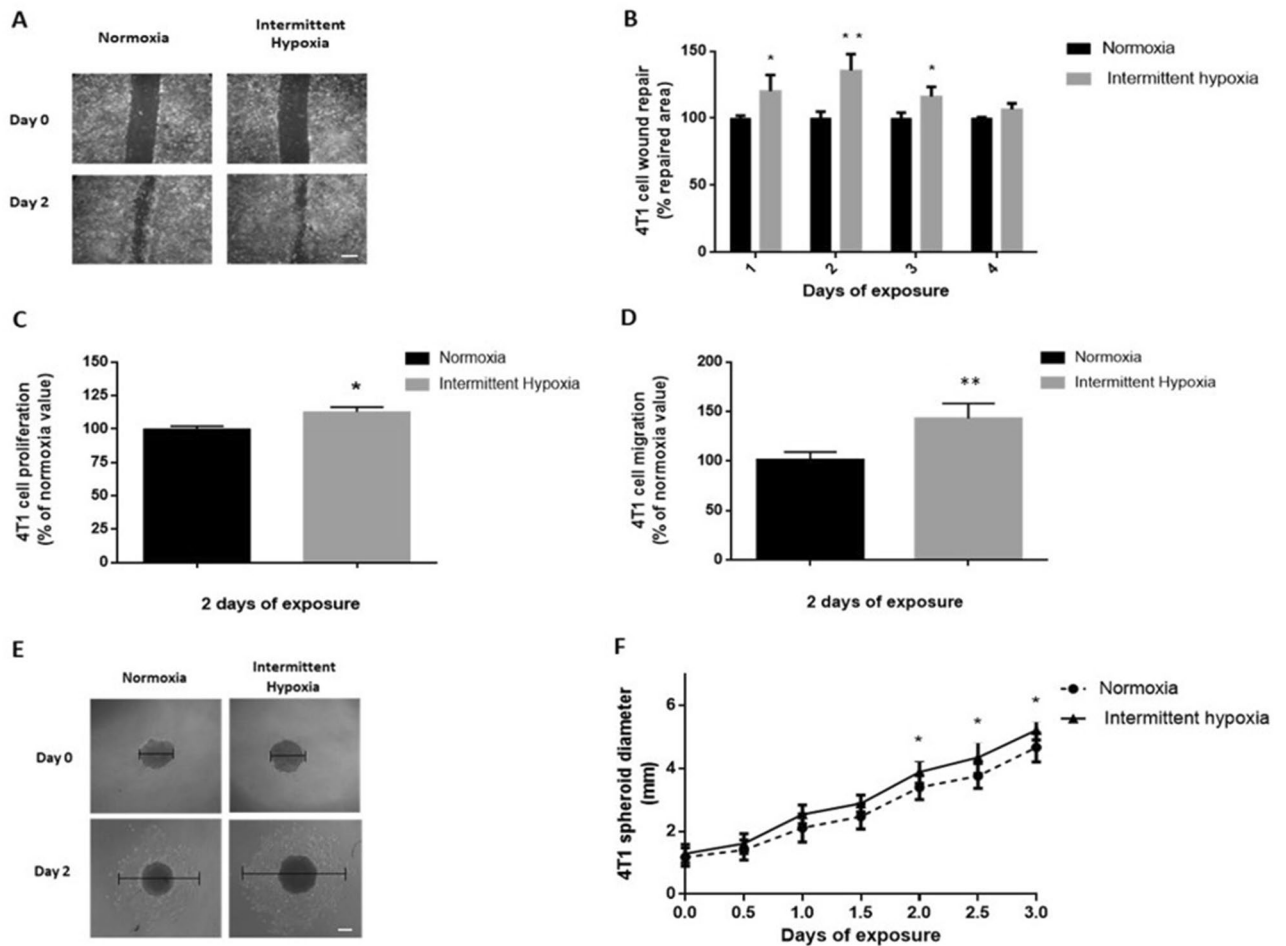 A
Normoxia
Intermittent
Hypoxia
Day 0
Day 2
B
4T1 cell wound repair
(% repaired area)
150
100
50
0
* ** *
1 2 3 4
Days of exposure
Normoxia
Intermittent hypoxia
C
4T1 cell proliferation
(% of normoxia value)
150
125
100
75
50
25
0
*
2 days of exposure
Normoxia
Intermittent Hypoxia
D
4T1 cell migration
(% of normoxia value)
200
150
100
50
0
**
2 days of exposure
Normoxia
Intermittent Hypoxia
E
Normoxia
Intermittent
Hypoxia
Day 0
Day 2
F
4T1 spheroid diameter
(mm)
6
4
2
0
* * *
0.0 0.5 1.0 1.5 2.0 2.5 3.0
Days of exposure
Normoxia
Intermittent hypoxia